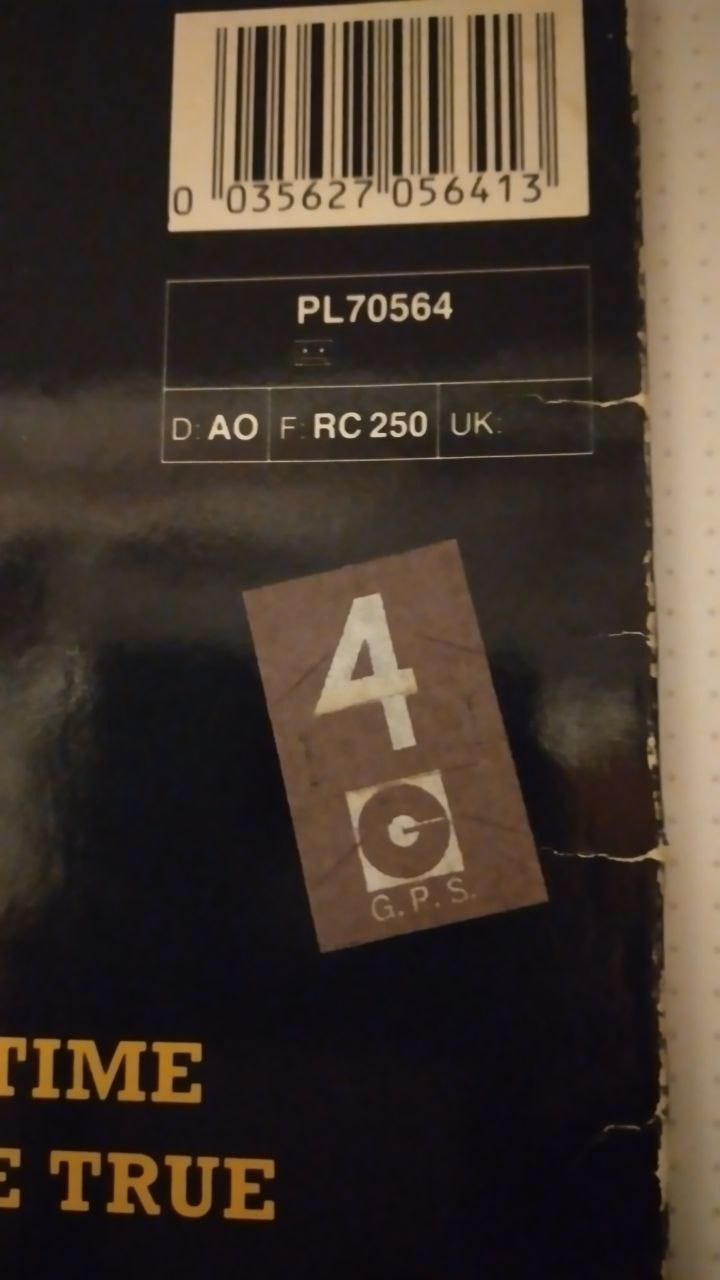 0 035627 056413
PL70564
D: AO F: RC 250 UK:
4
G.P.S.
TIME
E TRUE